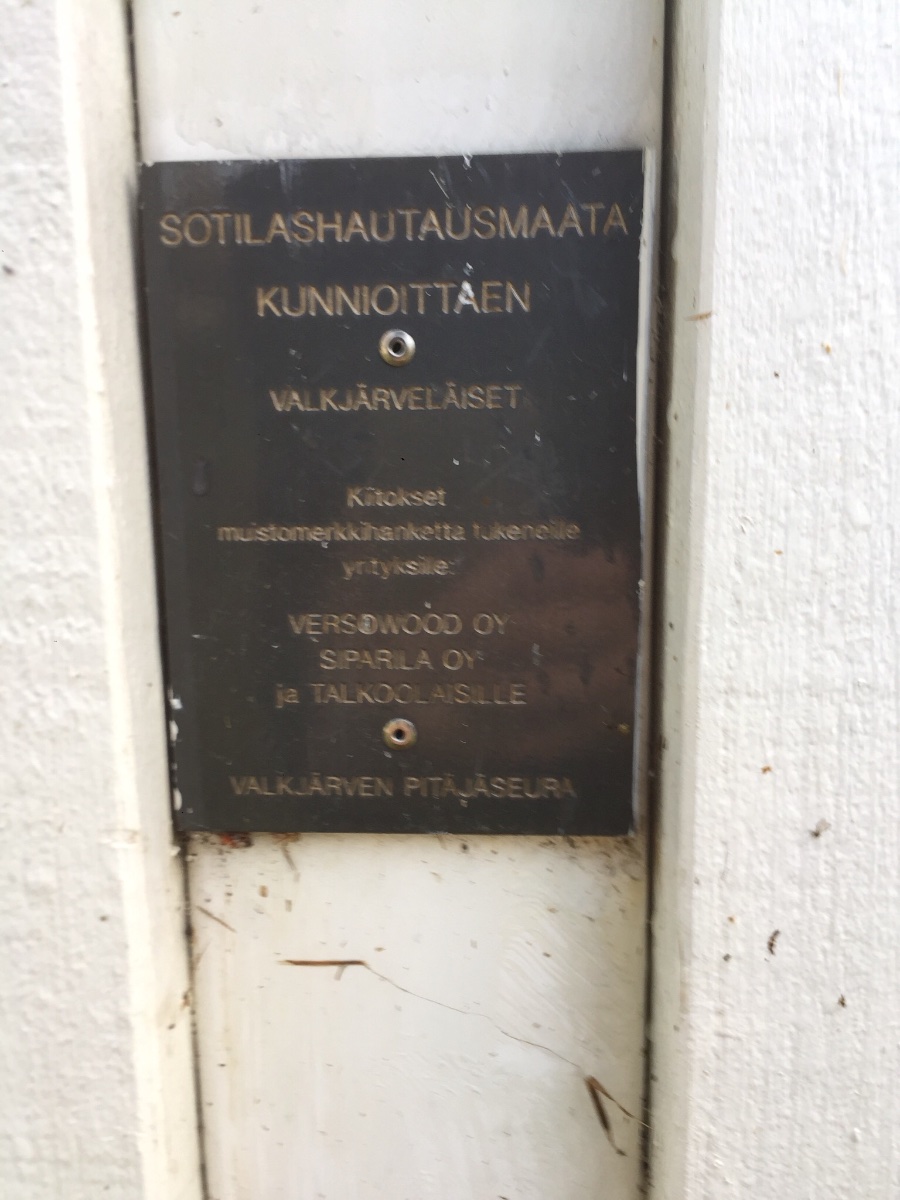 SOTILASHAUTAUSMAATA
KUNNIOITTAEN
VALKJÄRVELÄISET
Kiitokset
muistomerkkihanketta tukeneille
yrityksille:
VERSOWOOD OY
SIPARILA OY
ja TALKOOLAISILLE
VALKJÄRVEN PITÄJÄSEURA